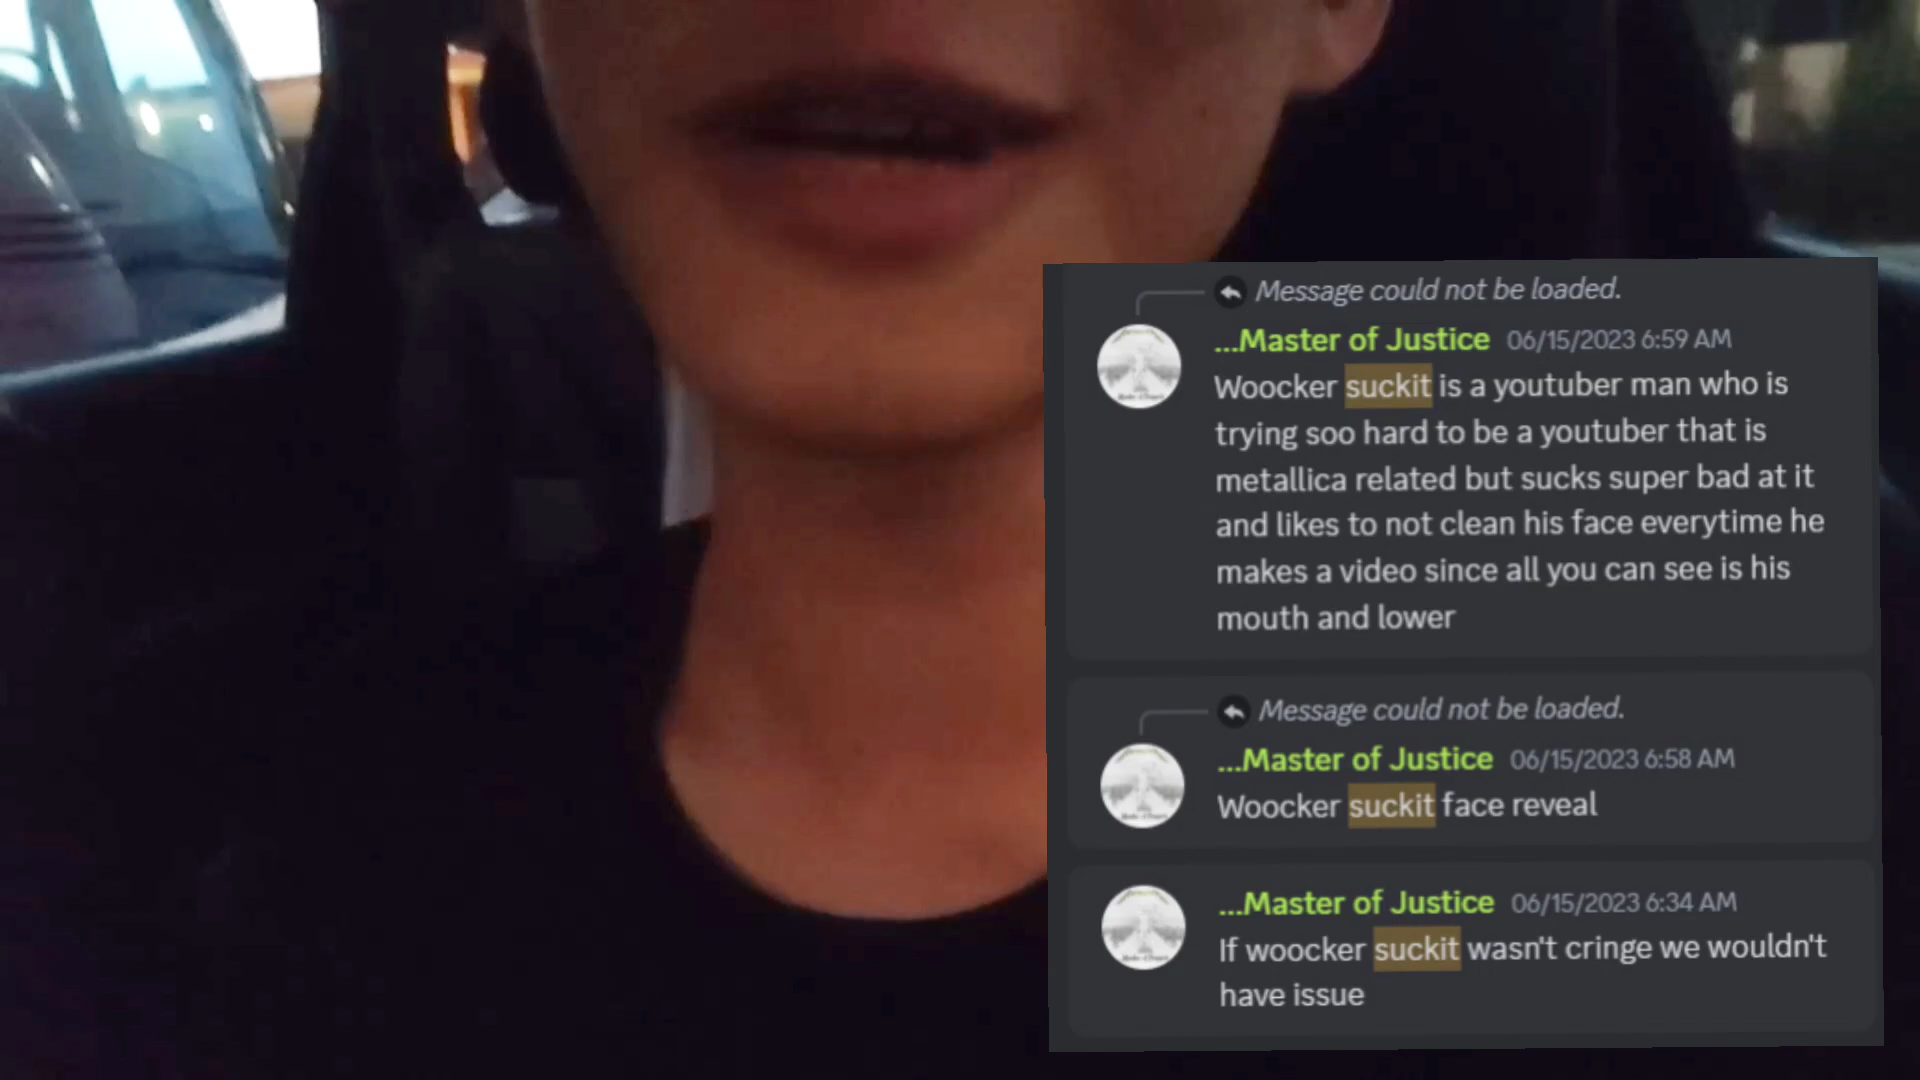 Message could not be loaded.
...Master of Justice 06/15/2023 6:59 AM
Woocker suckit is a youtuber man who is
trying soo hard to be a youtuber that is
metallica related but sucks super bad at it
and likes to not clean his face everytime he
makes a video since all you can see is his
mouth and lower
Message could not be loaded.
...Master of Justice 06/15/2023 6:58 AM
Woocker suckit face reveal
...Master of Justice 06/15/2023 6:34 AM
If woocker suckit wasn't cringe we wouldn't
have issue